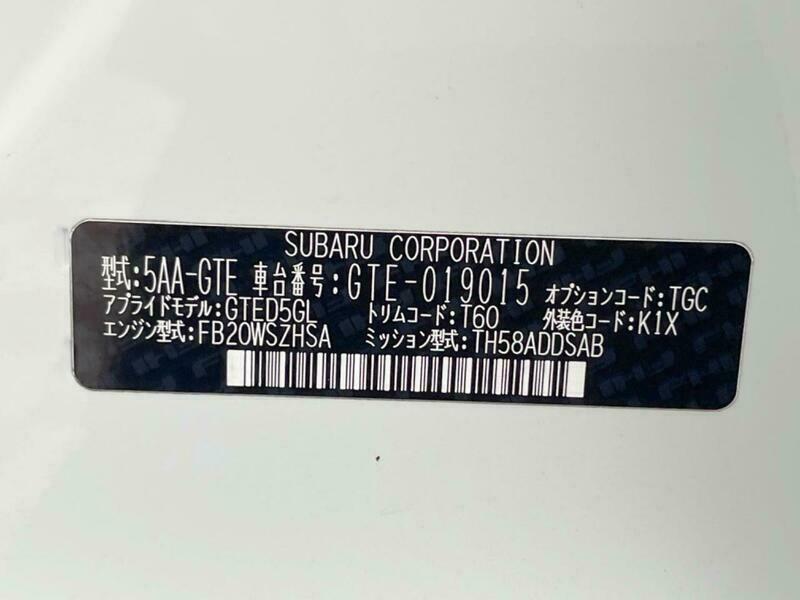 SUBARU CORPORATION
型式:5AA-GTE 車台番号:GTE-019015 オプションコード:TGC
アプライドモデル:GTED5GL トリムコード:T60 外装色コード:K1X
エンジン型式:FB20WSZHSA ミッション型式:TH58ADDSAB